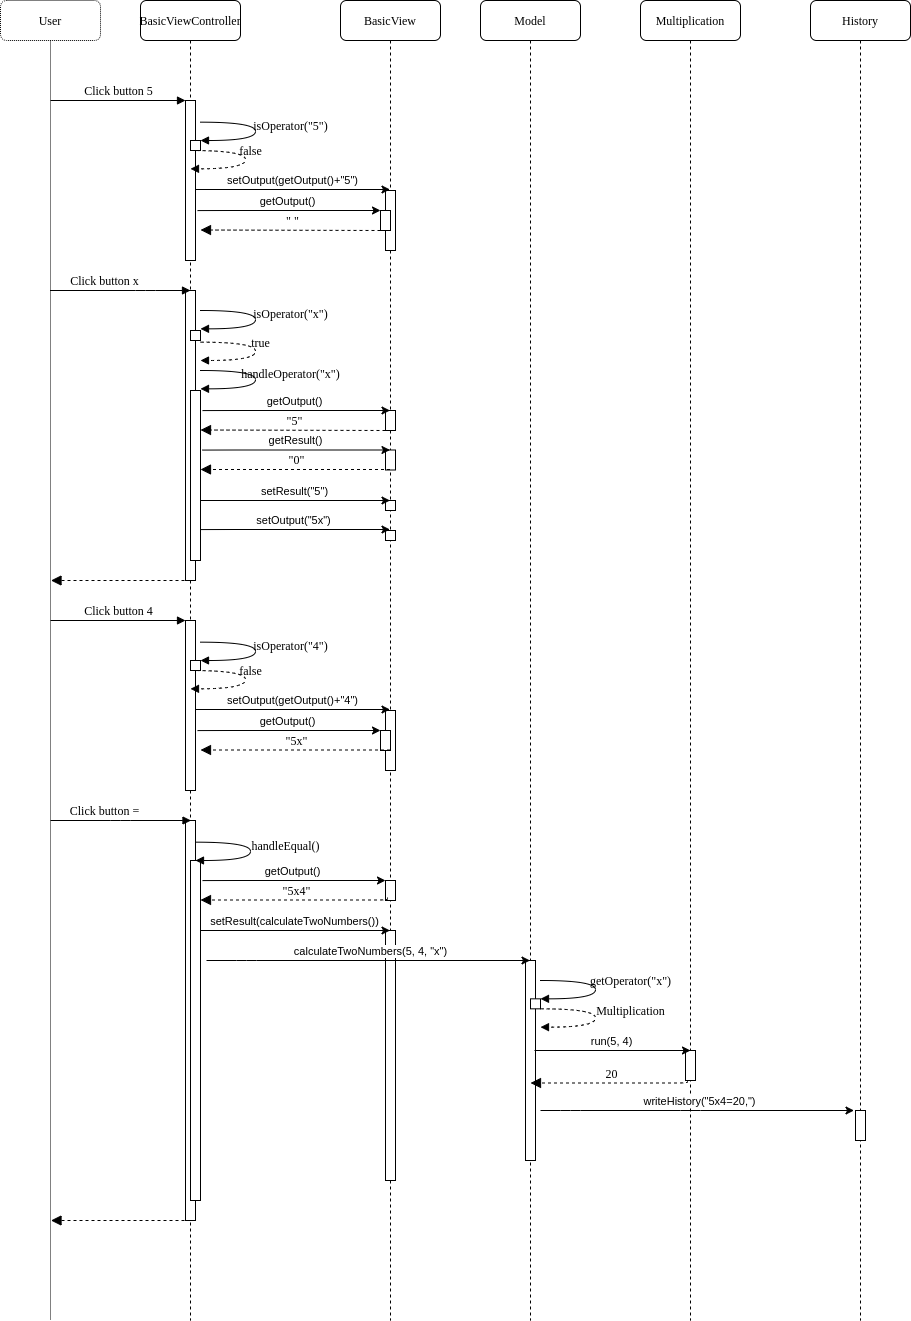 User
BasicViewController
BasicView
Model
Multiplication
History
Click button 5
isOperator("5")
false
setOutput(getOutput()+"5")
getOutput()
" "
Click button x
isOperator("x")
true
handleOperator("x")
getOutput()
"5"
getResult()
"0"
setResult("5")
setOutput("5x")
Click button 4
isOperator("4")
false
setOutput(getOutput()+"4")
getOutput()
"5x"
Click button =
handleEqual()
getOutput()
"5x4"
setResult(calculateTwoNumbers())
calculateTwoNumbers(5, 4, "x")
getOperator("x")
Multiplication
run(5, 4)
20
writeHistory("5x4=20,")